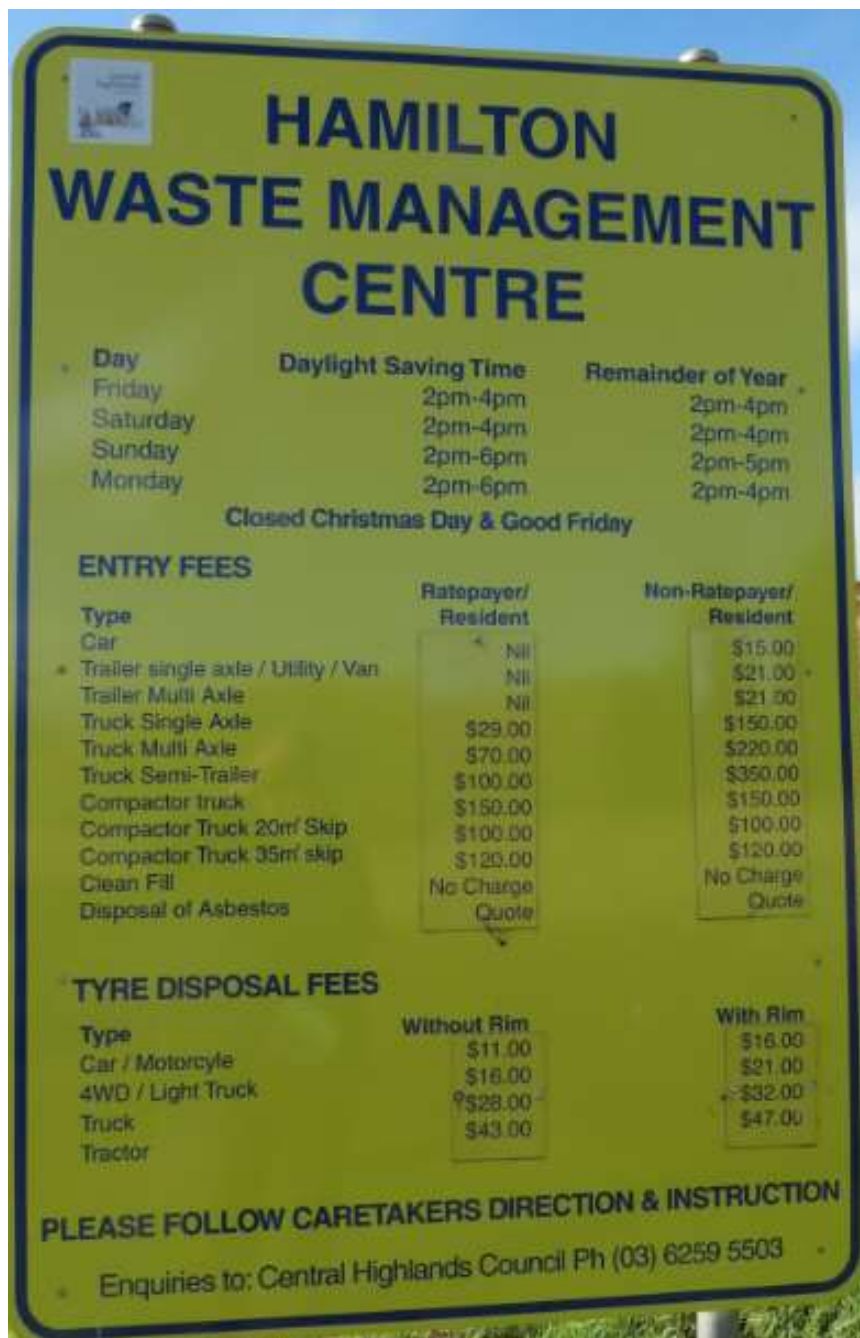 HAMILTON
WASTE MANAGEMENT
CENTRE
Day Daylight Saving Time Remainder of Year
Friday 2pm-4pm 2pm-4pm
Saturday 2pm-4pm 2pm-4pm
Sunday 2pm-6pm 2pm-5pm
Monday 2pm-6pm 2pm-4pm
Closed Christmas Day & Good Friday
ENTRY FEES
Ratepayer/ Non-Ratepayer/
Type Resident Resident
Car Nil $15.00
Trailer single axle / Utility / Van Nil $21.00
Trailer Multi Axle Nil $21.00
Truck Single Axle $29.00 $150.00
Truck Multi Axle $70.00 $220.00
Truck Semi-Trailer $100.00 $350.00
Compactor truck $150.00 $150.00
Compactor Truck 20m³ Skip $100.00 $100.00
Compactor Truck 35m³ skip $120.00 $120.00
Clean Fill No Charge No Charge
Disposal of Asbestos Quote Quote
TYRE DISPOSAL FEES
Type Without Rim With Rim
Car / Motorcyle $11.00 $16.00
4WD / Light Truck $16.00 $21.00
Truck $28.00 $32.00
Tractor $43.00 $47.00
PLEASE FOLLOW CARETAKERS DIRECTION & INSTRUCTION
Enquiries to: Central Highlands Council Ph (03) 6259 5503